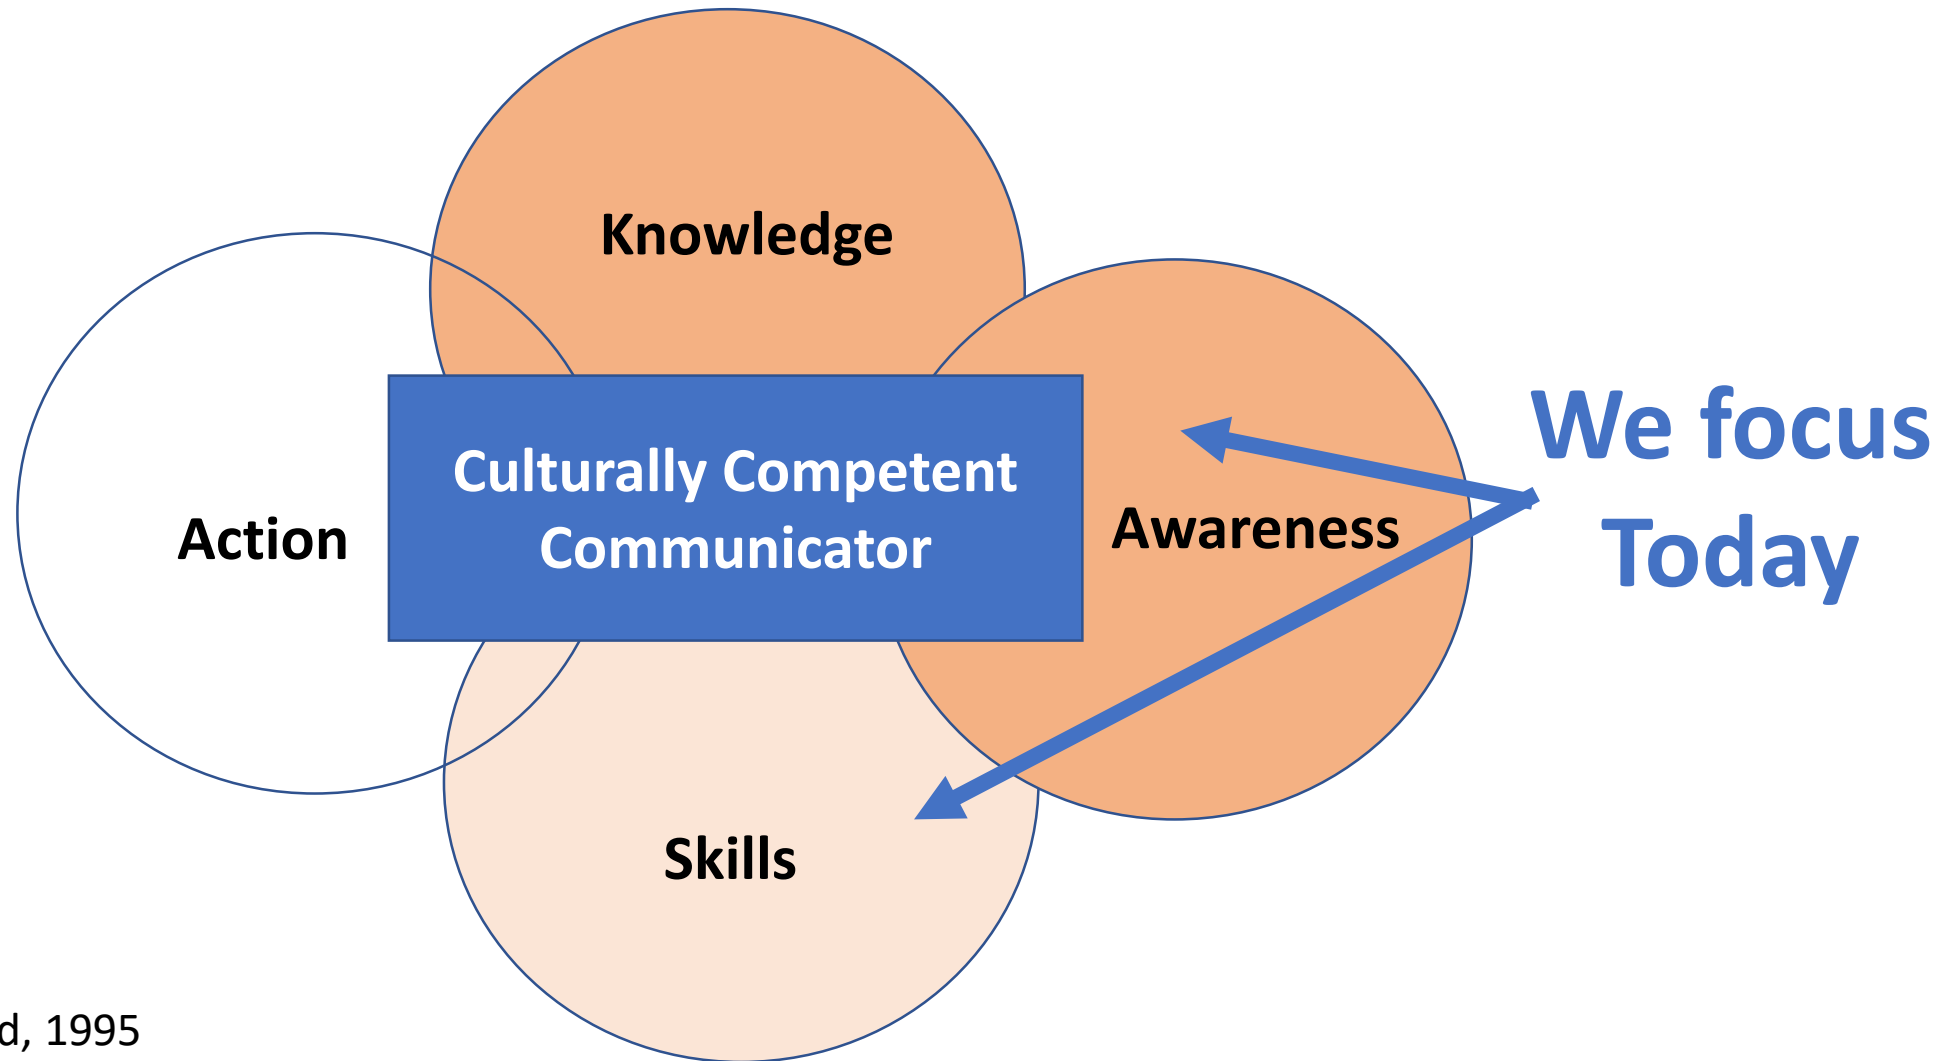 Knowledge
Action
Culturally Competent
Communicator
Awareness
We focus
Today
Skills
d, 1995